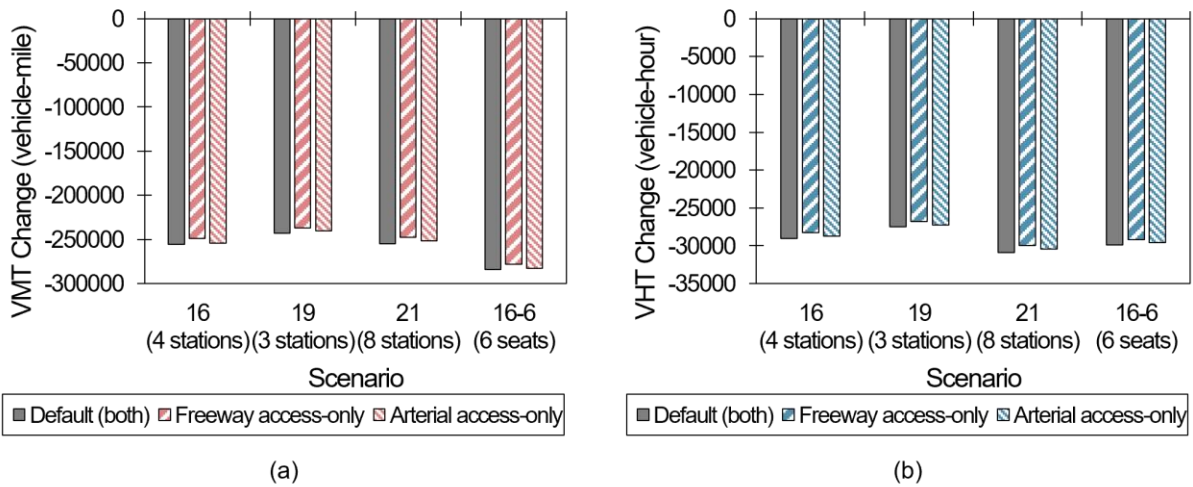 VMT Change (vehicle-mile)
0
-50000
-100000
-150000
-200000
-250000
-300000
16 19 21 16-6
(4 stations) (3 stations) (8 stations) (6 seats)
Scenario
Default (both) Freeway access-only Arterial access-only
(a)
VHT Change (vehicle-hour)
0
-5000
-10000
-15000
-20000
-25000
-30000
-35000
16 19 21 16-6
(4 stations) (3 stations) (8 stations) (6 seats)
Scenario
Default (both) Freeway access-only Arterial access-only
(b)